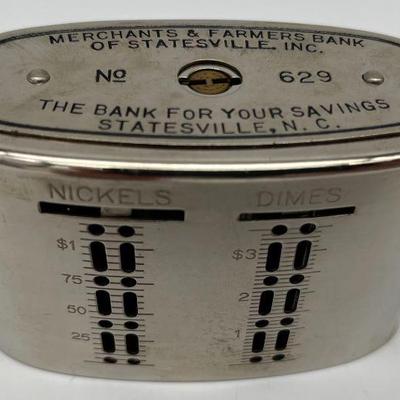 MERCHANTS & FARMERS BANK
OF STATESVILLE. INC.
No 629
THE BANK FOR YOUR SAVINGS
STATESVILLE, N. C.
NICKELS DIMES
$1 $3
75
50 2
25 1